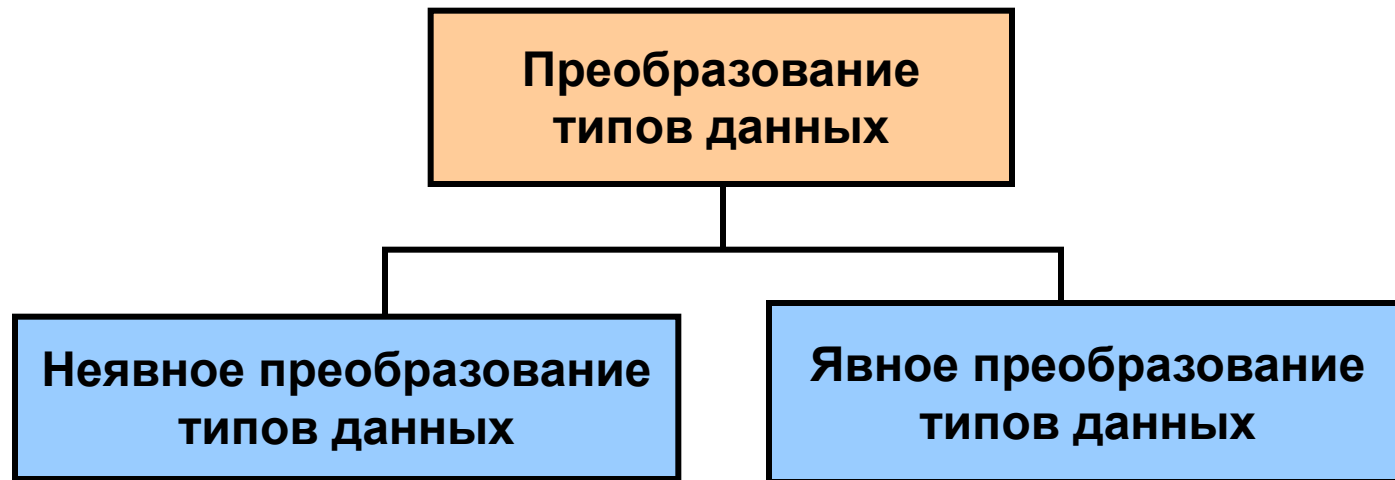 Преобразование
типов данных
Неявное преобразование
типов данных
Явное преобразование
типов данных